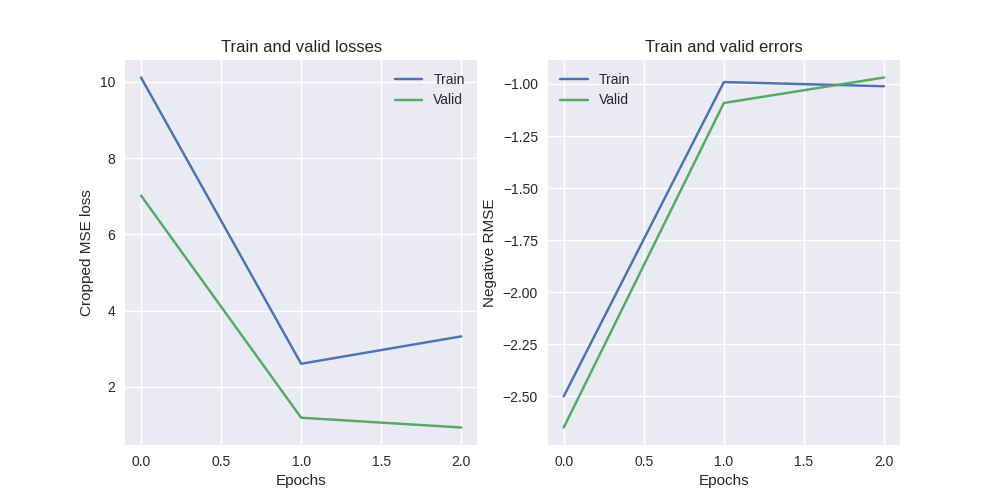 Train and valid losses
Train
Valid
10
8
6
4
2
Cropped MSE loss
0.0 0.5 1.0 1.5 2.0
Epochs
Train and valid errors
Train
Valid
−1.00
−1.25
−1.50
−1.75
−2.00
−2.25
−2.50
Negative RMSE
0.0 0.5 1.0 1.5 2.0
Epochs